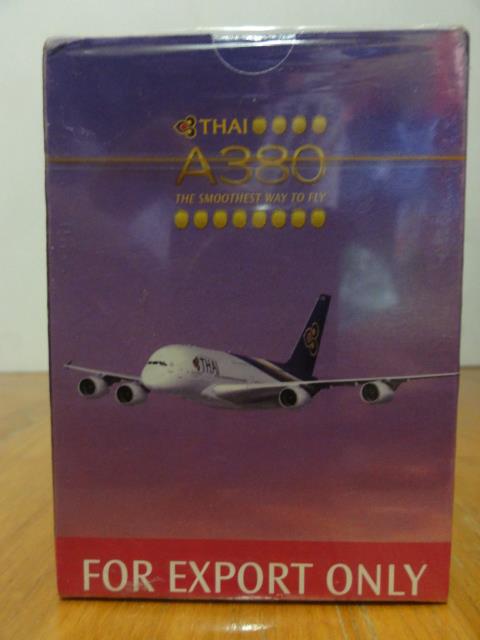 THAI
A380
THE SMOOTHEST WAY TO FLY
THAI
FOR EXPORT ONLY